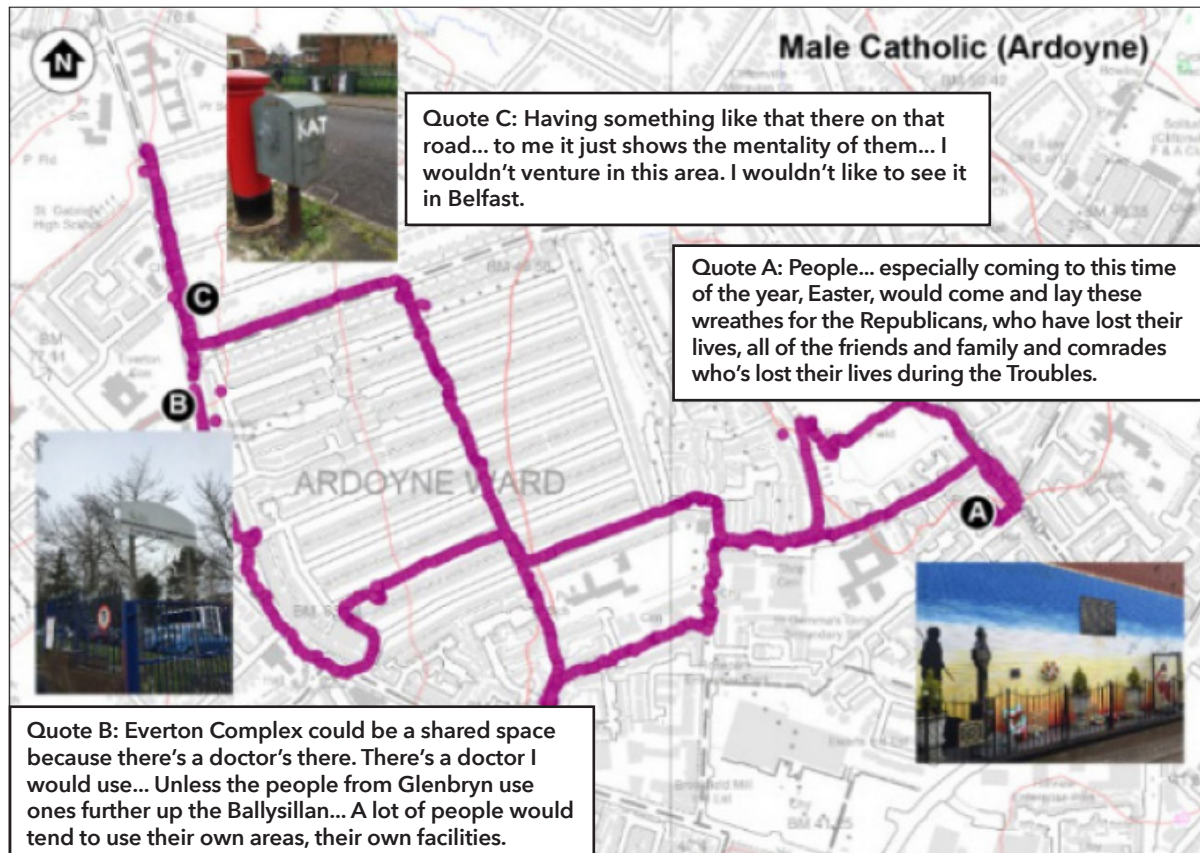 Male Catholic (Ardoyne)
N
KAT
Quote C: Having something like that there on that
road... to me it just shows the mentality of them... I
wouldn’t venture in this area. I wouldn’t like to see it
in Belfast.
Quote A: People... especially coming to this time
of the year, Easter, would come and lay these
wreathes for the Republicans, who have lost their
lives, all of the friends and family and comrades
who’s lost their lives during the Troubles.
C
B
A
ARDOYNE WARD
St Gabriel's
High School
Everton
Quote B: Everton Complex could be a shared space
because there’s a doctor’s there. There’s a doctor I
would use... Unless the people from Glenbryn use
ones further up the Ballysillan... A lot of people would
tend to use their own areas, their own facilities.